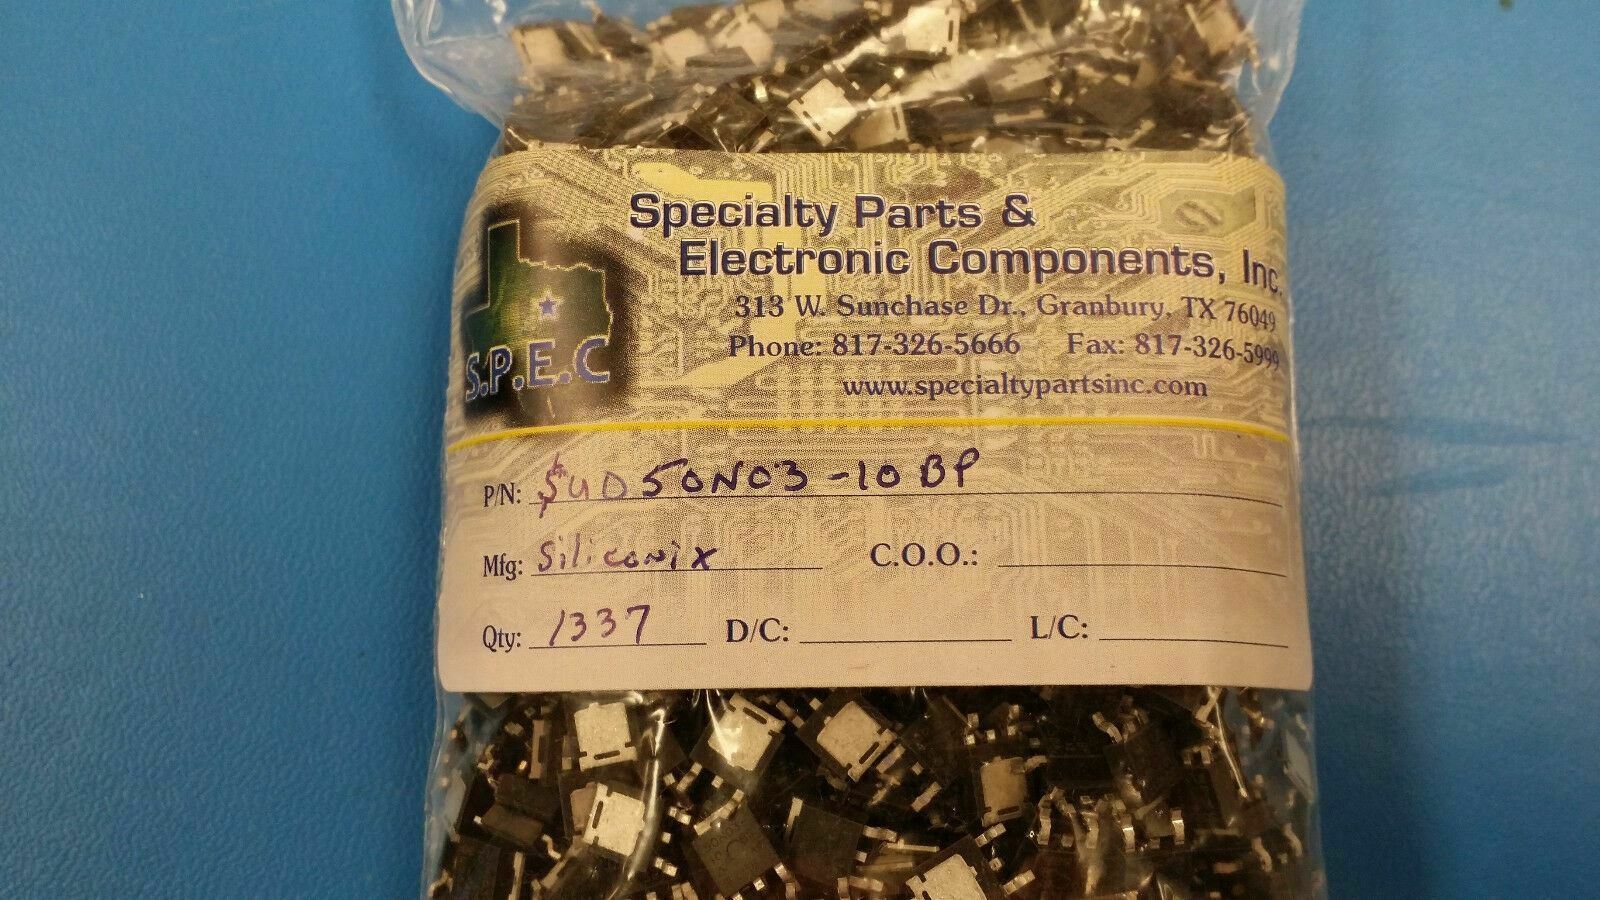 Specialty Parts &
Electronic Components, Inc.
313 W. Sunchase Dr., Granbury, TX 76049
Phone: 817-326-5666 Fax: 817-326-5999
www.specialtypartsinc.com
S.P.E.C
P/N: SUD50N03-10BP
Mfg: Siliconix C.O.O.:
Qty: 1337 D/C: L/C: